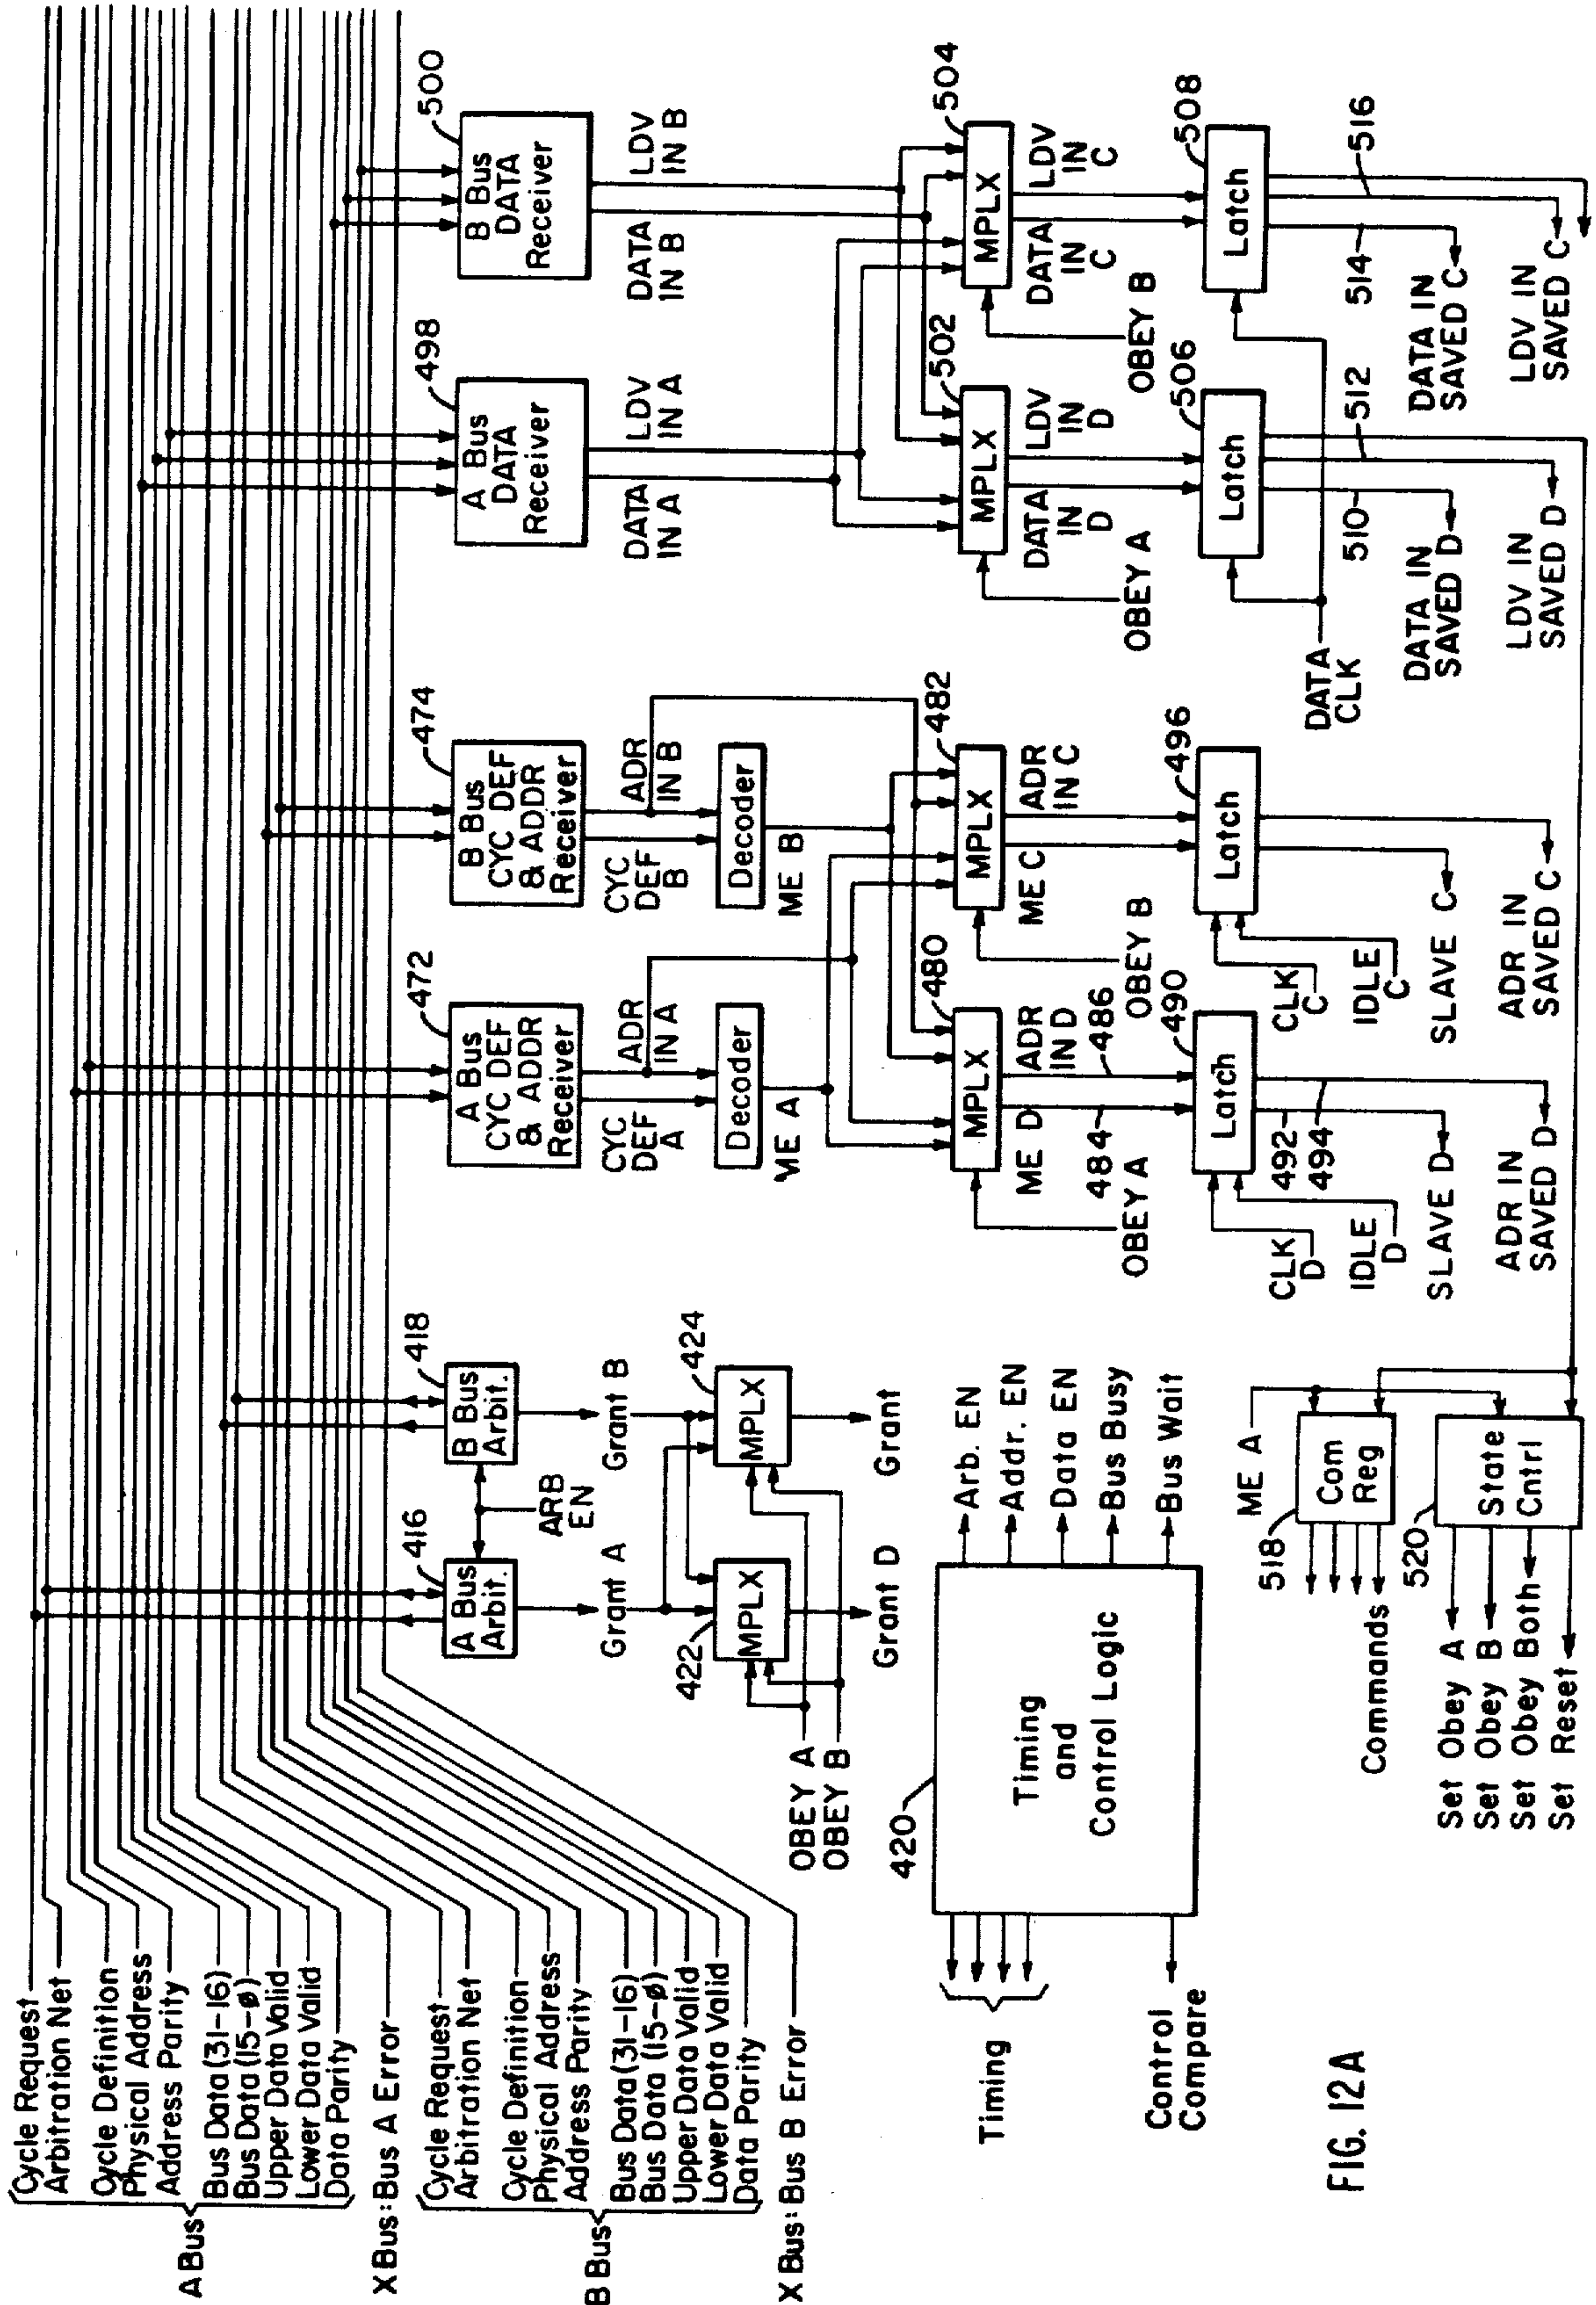 Cycle Request
Arbitration Net
Cycle Definition
Physical Address
Address Parity
Bus Data (31-16)
Bus Data (15-Ø)
Upper Data Valid
Lower Data Valid
Data Parity
A Bus
X Bus: Bus A Error
Cycle Request
Arbitration Net
Cycle Definition
Physical Address
Address Parity
Bus Data (31-16)
Bus Data (15-Ø)
Upper Data Valid
Lower Data Valid
Data Parity
B Bus
X Bus: Bus B Error
416
A Bus
Arbit.
418
B Bus
Arbit.
ARB
EN
Grant A
Grant B
422
MPLX
424
MPLX
OBEY A
OBEY B
Grant D
Grant
420
Timing
and
Control Logic
Timing
Control
Compare
Arb. EN
Addr. EN
Data EN
Bus Busy
Bus Wait
ME A
518
Com
Reg
Commands
520
State
Cntrl
Set Obey A
Set Obey B
Set Obey Both
Set Reset
472
A Bus
CYC DEF
& ADDR
Receiver
474
B Bus
CYC DEF
& ADDR
Receiver
CYC
DEF
A
ADR
IN A
CYC
DEF
B
ADR
IN B
Decoder
Decoder
ME A
ME B
480
MPLX
482
MPLX
OBEY A
ME D
ADR
IN D
484
486
OBEY B
ME C
ADR
IN C
490
Latch
496
Latch
CLK
D
IDLE
D
492
494
SLAVE D
ADR IN
SAVED D
CLK
C
IDLE
C
SLAVE C
ADR IN
SAVED C
498
A Bus
DATA
Receiver
500
B Bus
DATA
Receiver
DATA
IN A
LDV
IN A
DATA
IN B
LDV
IN B
502
MPLX
504
MPLX
OBEY A
DATA
IN
D
LDV
IN
D
OBEY B
DATA
IN
C
LDV
IN
C
506
Latch
508
Latch
DATA
CLK
510
512
514
516
DATA IN
SAVED D
LDV IN
SAVED D
DATA IN
SAVED C
LDV IN
SAVED C
FIG. 12A